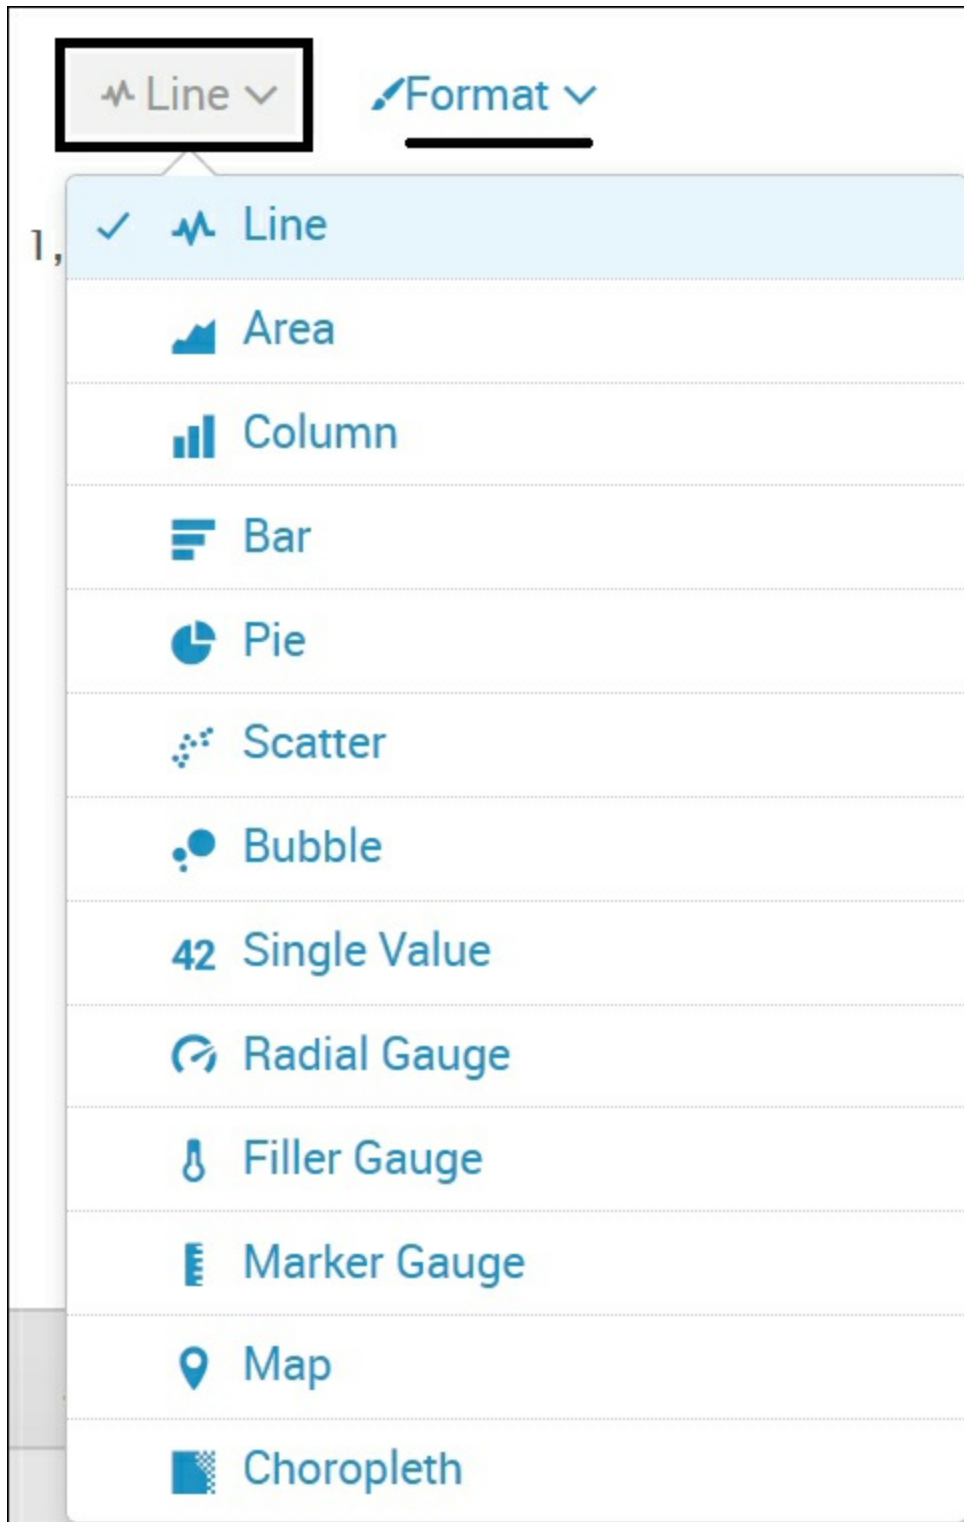 Line Format
1,
Line
Area
Column
Bar
Pie
Scatter
Bubble
42 Single Value
Radial Gauge
Filler Gauge
Marker Gauge
Map
Choropleth